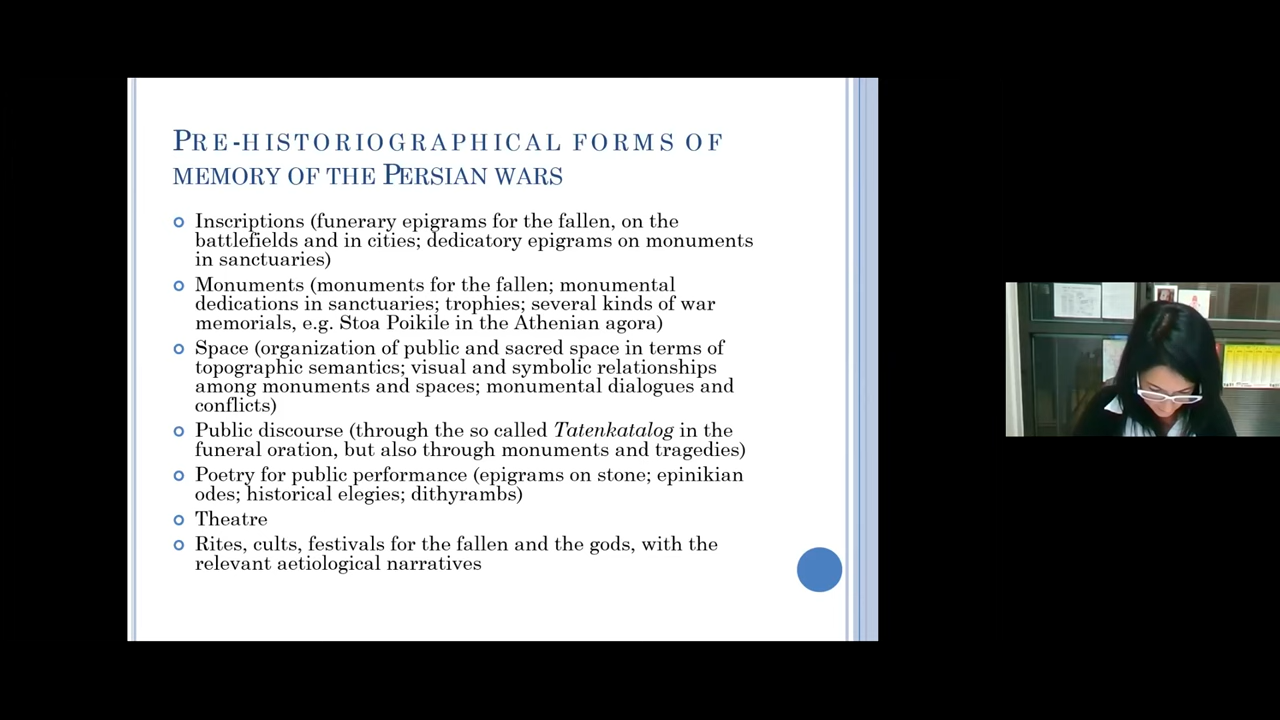 PRE-HISTORIOGRAPHICAL FORMS OF
MEMORY OF THE PERSIAN WARS
Inscriptions (funerary epigrams for the fallen, on the
battlefields and in cities; dedicatory epigrams on monuments
in sanctuaries)
Monuments (monuments for the fallen; monumental
dedications in sanctuaries; trophies; several kinds of war
memorials, e.g. Stoa Poikile in the Athenian agora)
Space (organization of public and sacred space in terms of
topographic semantics; visual and symbolic relationships
among monuments and spaces; monumental dialogues and
conflicts)
Public discourse (through the so called Tatenkatalog in the
funeral oration, but also through monuments and tragedies)
Poetry for public performance (epigrams on stone; epinikian
odes; historical elegies; dithyrambs)
Theatre
Rites, cults, festivals for the fallen and the gods, with the
relevant aetiological narratives